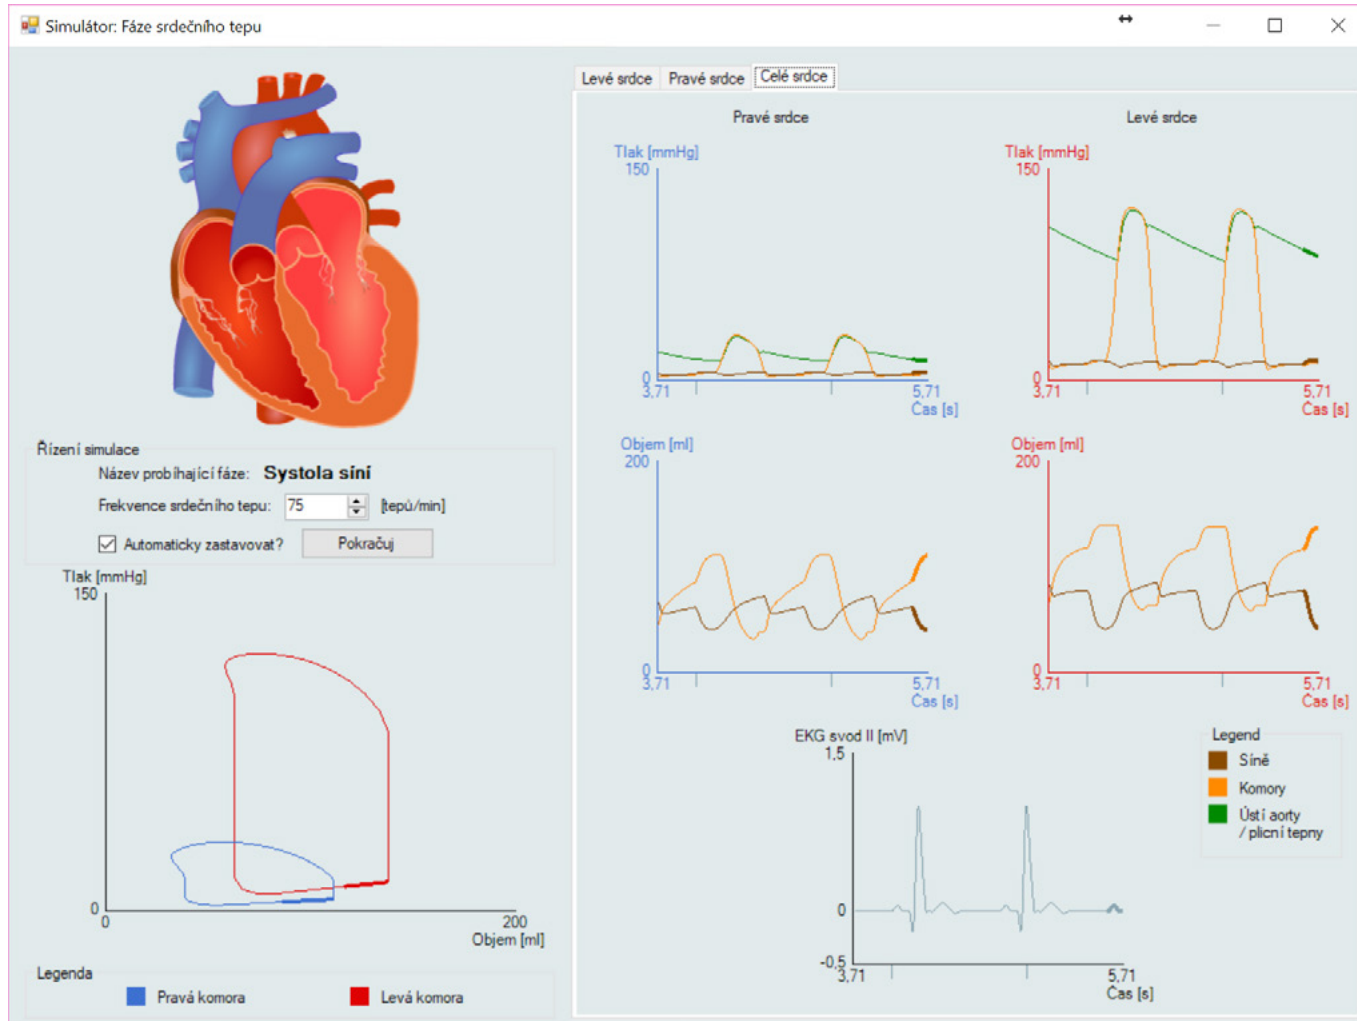 Simulátor: Fáze srdečního tepu
Levé srdce Pravé srdce Celé srdce
Pravé srdce
Levé srdce
Tlak [mmHg]
150
0
3,71
5,71
Čas [s]
Tlak [mmHg]
150
0
3,71
5,71
Čas [s]
Řízení simulace
Název probíhající fáze: Systola síní
Frekvence srdečního tepu: 75 [tepů/min]
Automaticky zastavovat? Pokračuj
Objem [ml]
200
0
3,71
5,71
Čas [s]
Objem [ml]
200
0
3,71
5,71
Čas [s]
Tlak [mmHg]
150
0
0
200
Objem [ml]
EKG svod II [mV]
1,5
0
-0,5
3,71
5,71
Čas [s]
Legend
Síně
Komory
Ústí aorty
/ plicní tepny
Legenda
Pravá komora
Levá komora